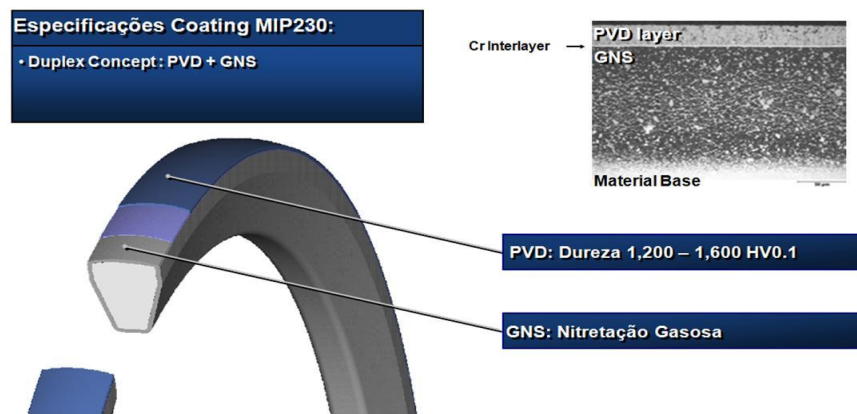 Especificações Coating MIP230:
• Duplex Concept: PVD + GNS
Cr Interlayer
PVD layer
GNS
Material Base
PVD: Dureza 1,200 – 1,600 HV0.1
GNS: Nitretação Gasosa